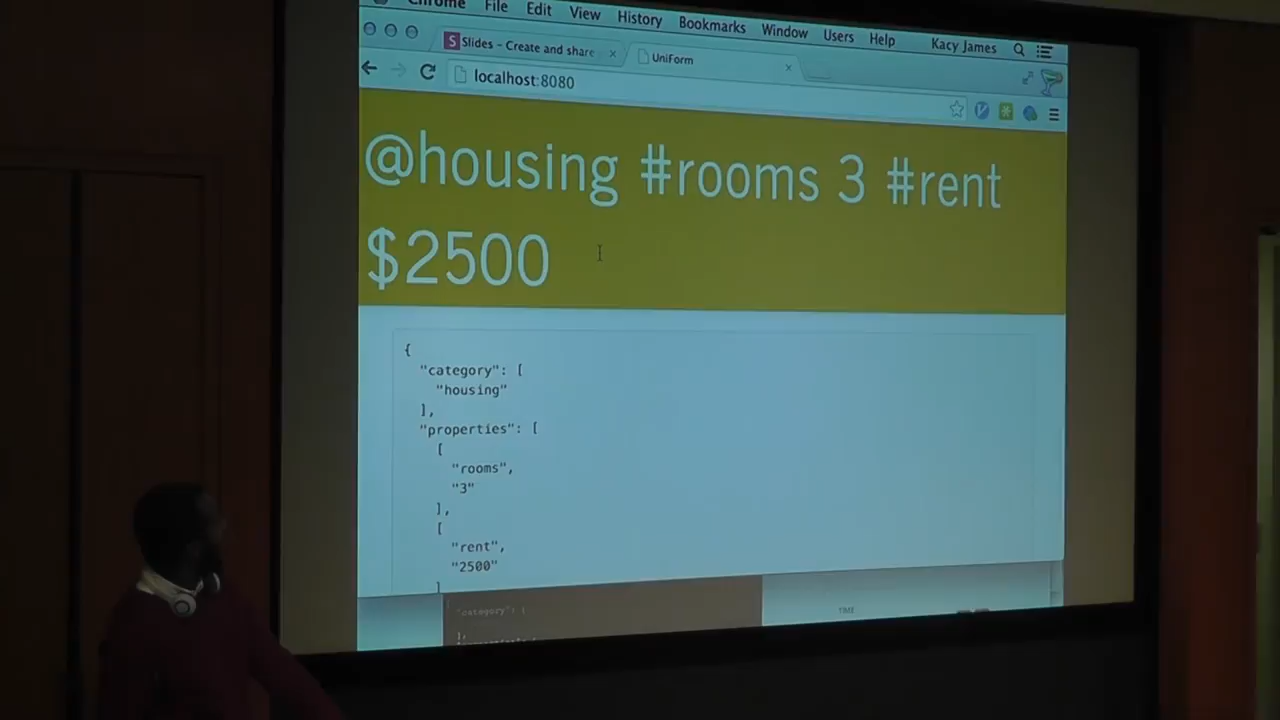 Chrome File Edit View History Bookmarks Window Users Help Kacy James
Slides - Create and share
UniForm
localhost:8080
@housing #rooms 3 #rent
$2500
{
"category": [
"housing"
],
"properties": [
[
"rooms",
"3"
],
[
"rent",
"2500"
]
"category": [
],
TIME